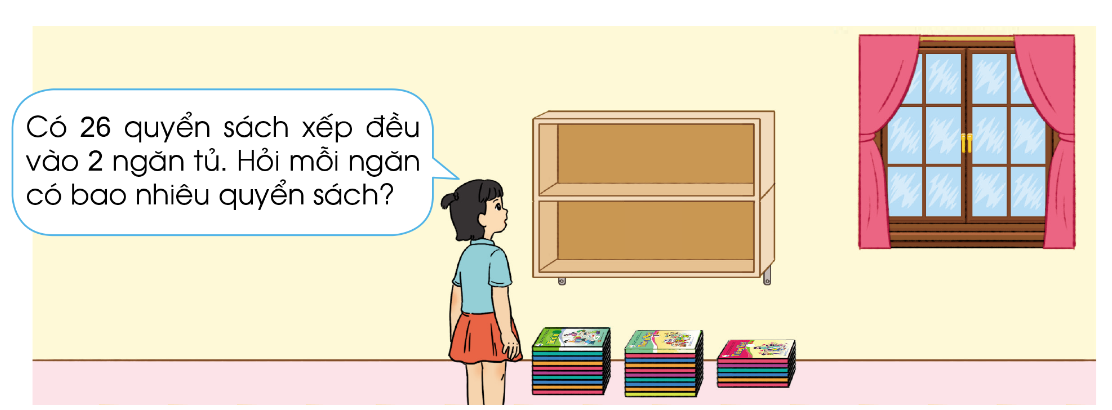 Có 26 quyển sách xếp đều
vào 2 ngăn tủ. Hỏi mỗi ngăn
có bao nhiêu quyển sách?